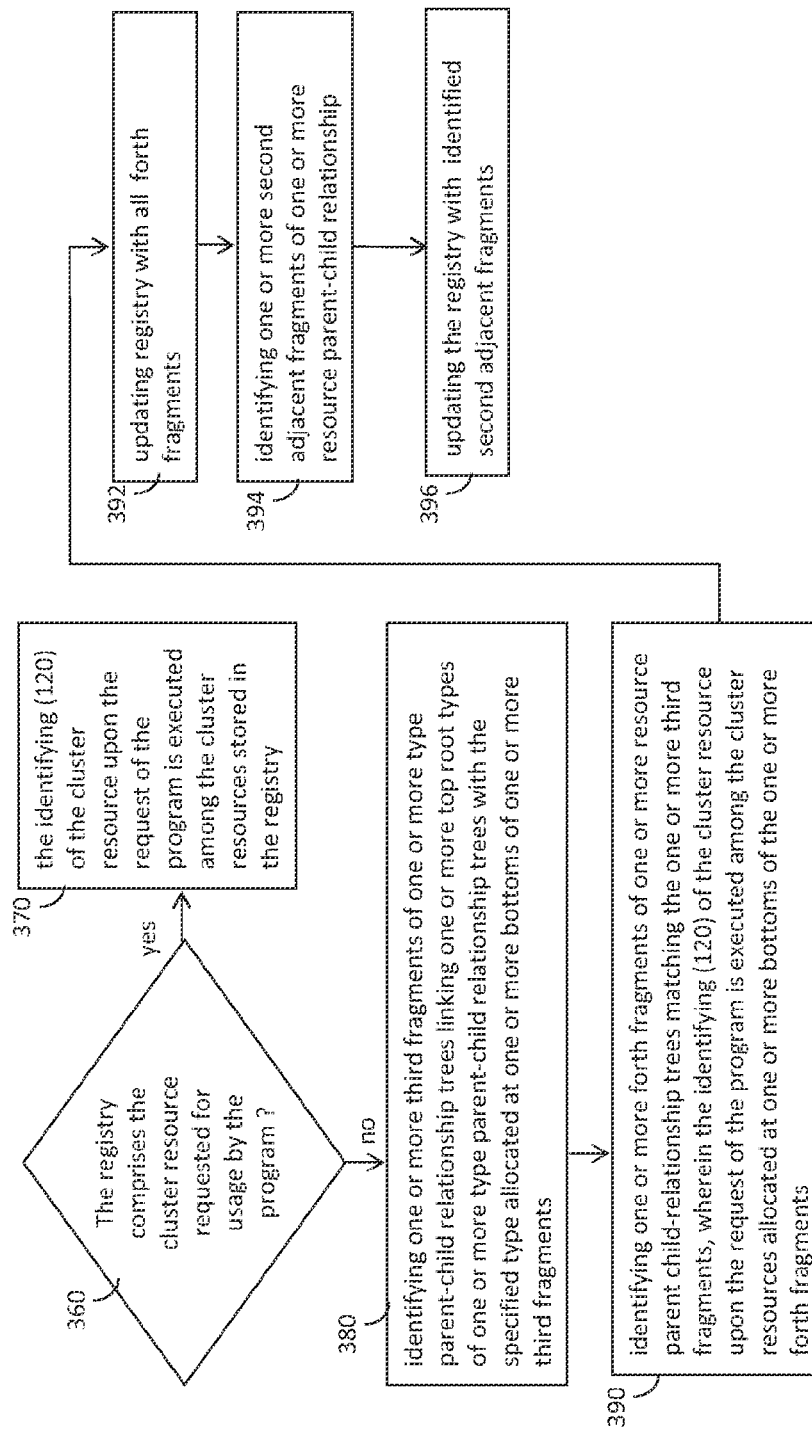 360
The registry
comprises the
cluster resource
requested for
usage by the
program ?
yes
no
370
the identifying (120)
of the cluster
resource upon the
request of the
program is executed
among the cluster
resources stored in
the registry
380
identifying one or more third fragments of one or more type
parent-child relationship trees linking one or more top root types
of one or more type parent-child relationship trees with the
specified type allocated at one or more bottoms of one or more
third fragments
390
identifying one or more forth fragments of one or more resource
parent child-relationship trees matching the one or more third
fragments, wherein the identifying (120) of the cluster resource
upon the request of the program is executed among the cluster
resources allocated at one or more bottoms of the one or more
forth fragments
392
updating registry with all forth
fragments
394
identifying one or more second
adjacent fragments of one or more
resource parent-child relationship
396
updating the registry with identified
second adjacent fragments